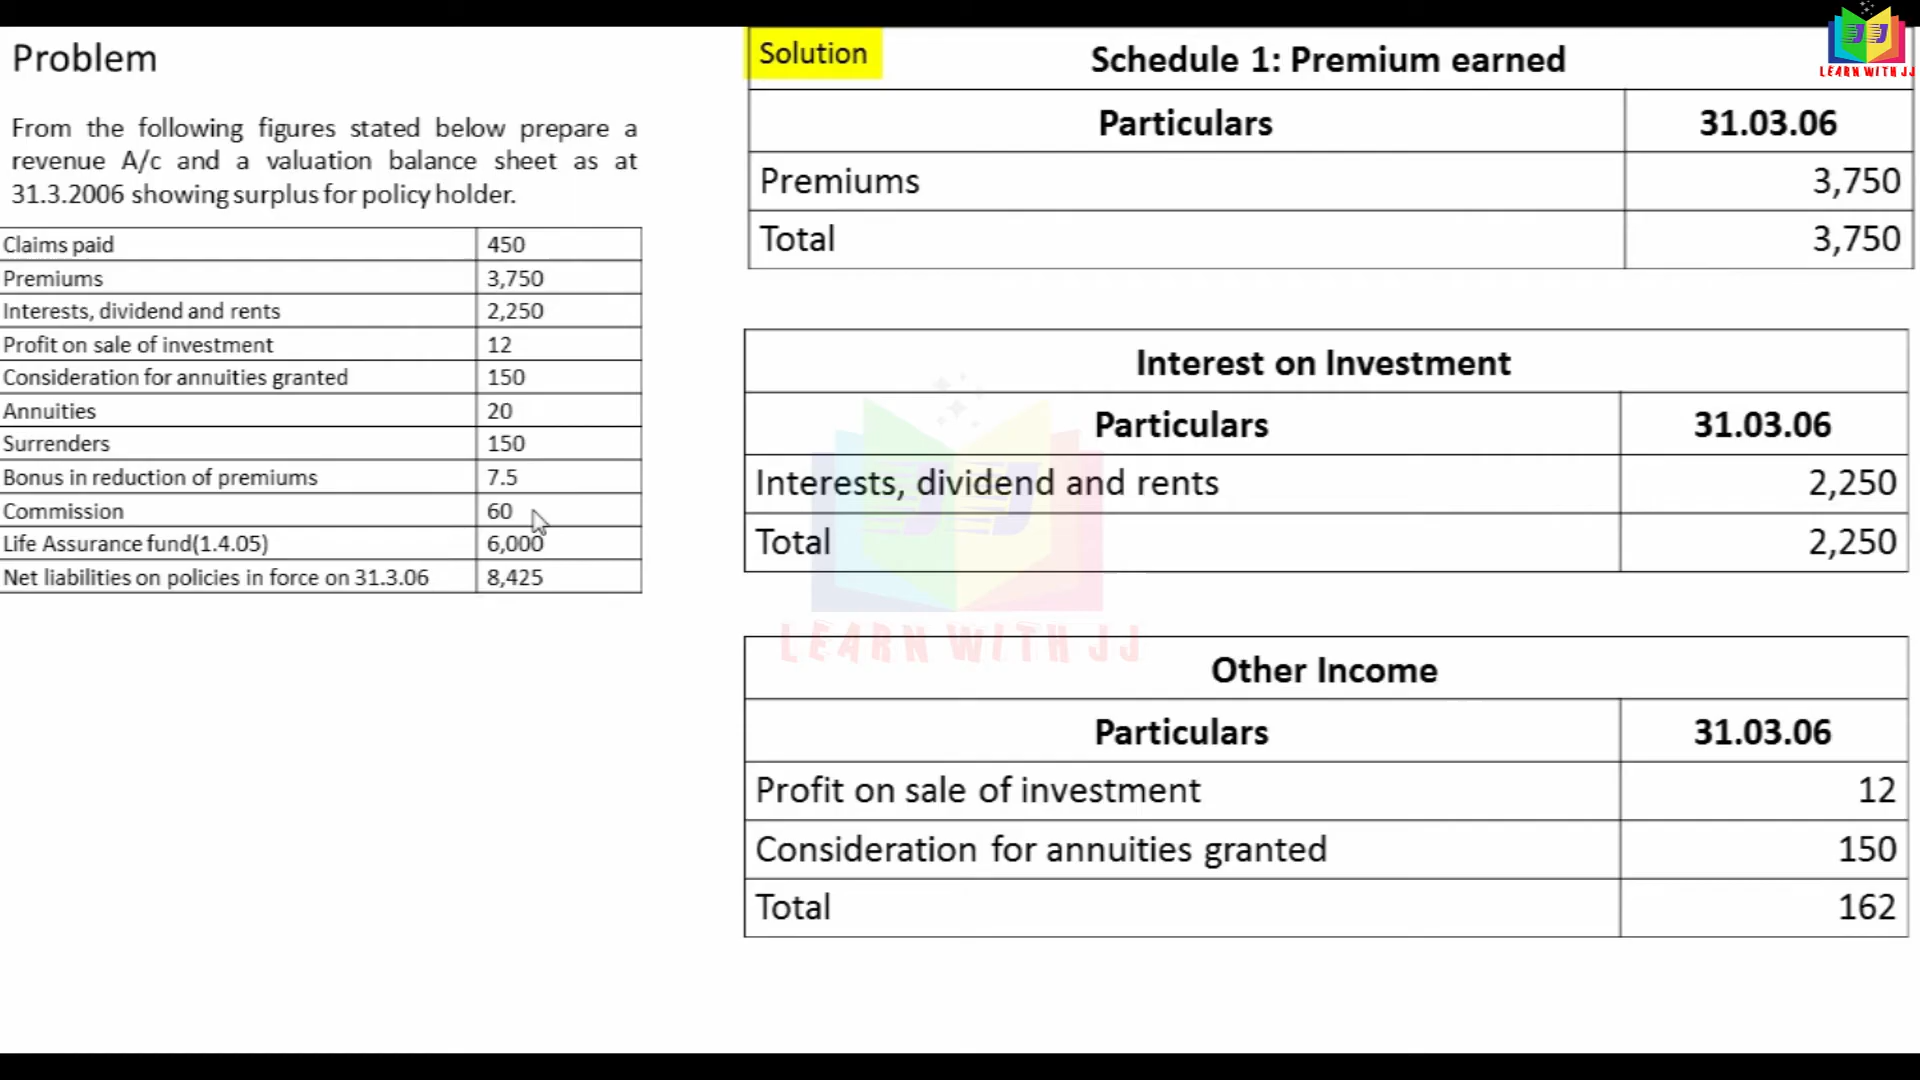 Problem
From the following figures stated below prepare a
revenue A/c and a valuation balance sheet as at
31.3.2006 showing surplus for policy holder.
Claims paid 450
Premiums 3,750
Interests, dividend and rents 2,250
Profit on sale of investment 12
Consideration for annuities granted 150
Annuities 20
Surrenders 150
Bonus in reduction of premiums 7.5
Commission 60
Life Assurance fund(1.4.05) 6,000
Net liabilities on policies in force on 31.3.06 8,425
Solution
Schedule 1: Premium earned
Particulars 31.03.06
Premiums 3,750
Total 3,750
Interest on Investment
Particulars 31.03.06
Interests, dividend and rents 2,250
Total 2,250
Other Income
Particulars 31.03.06
Profit on sale of investment 12
Consideration for annuities granted 150
Total 162
JJ
LEARN WITH JJ
JJ
LEARN WITH JJ